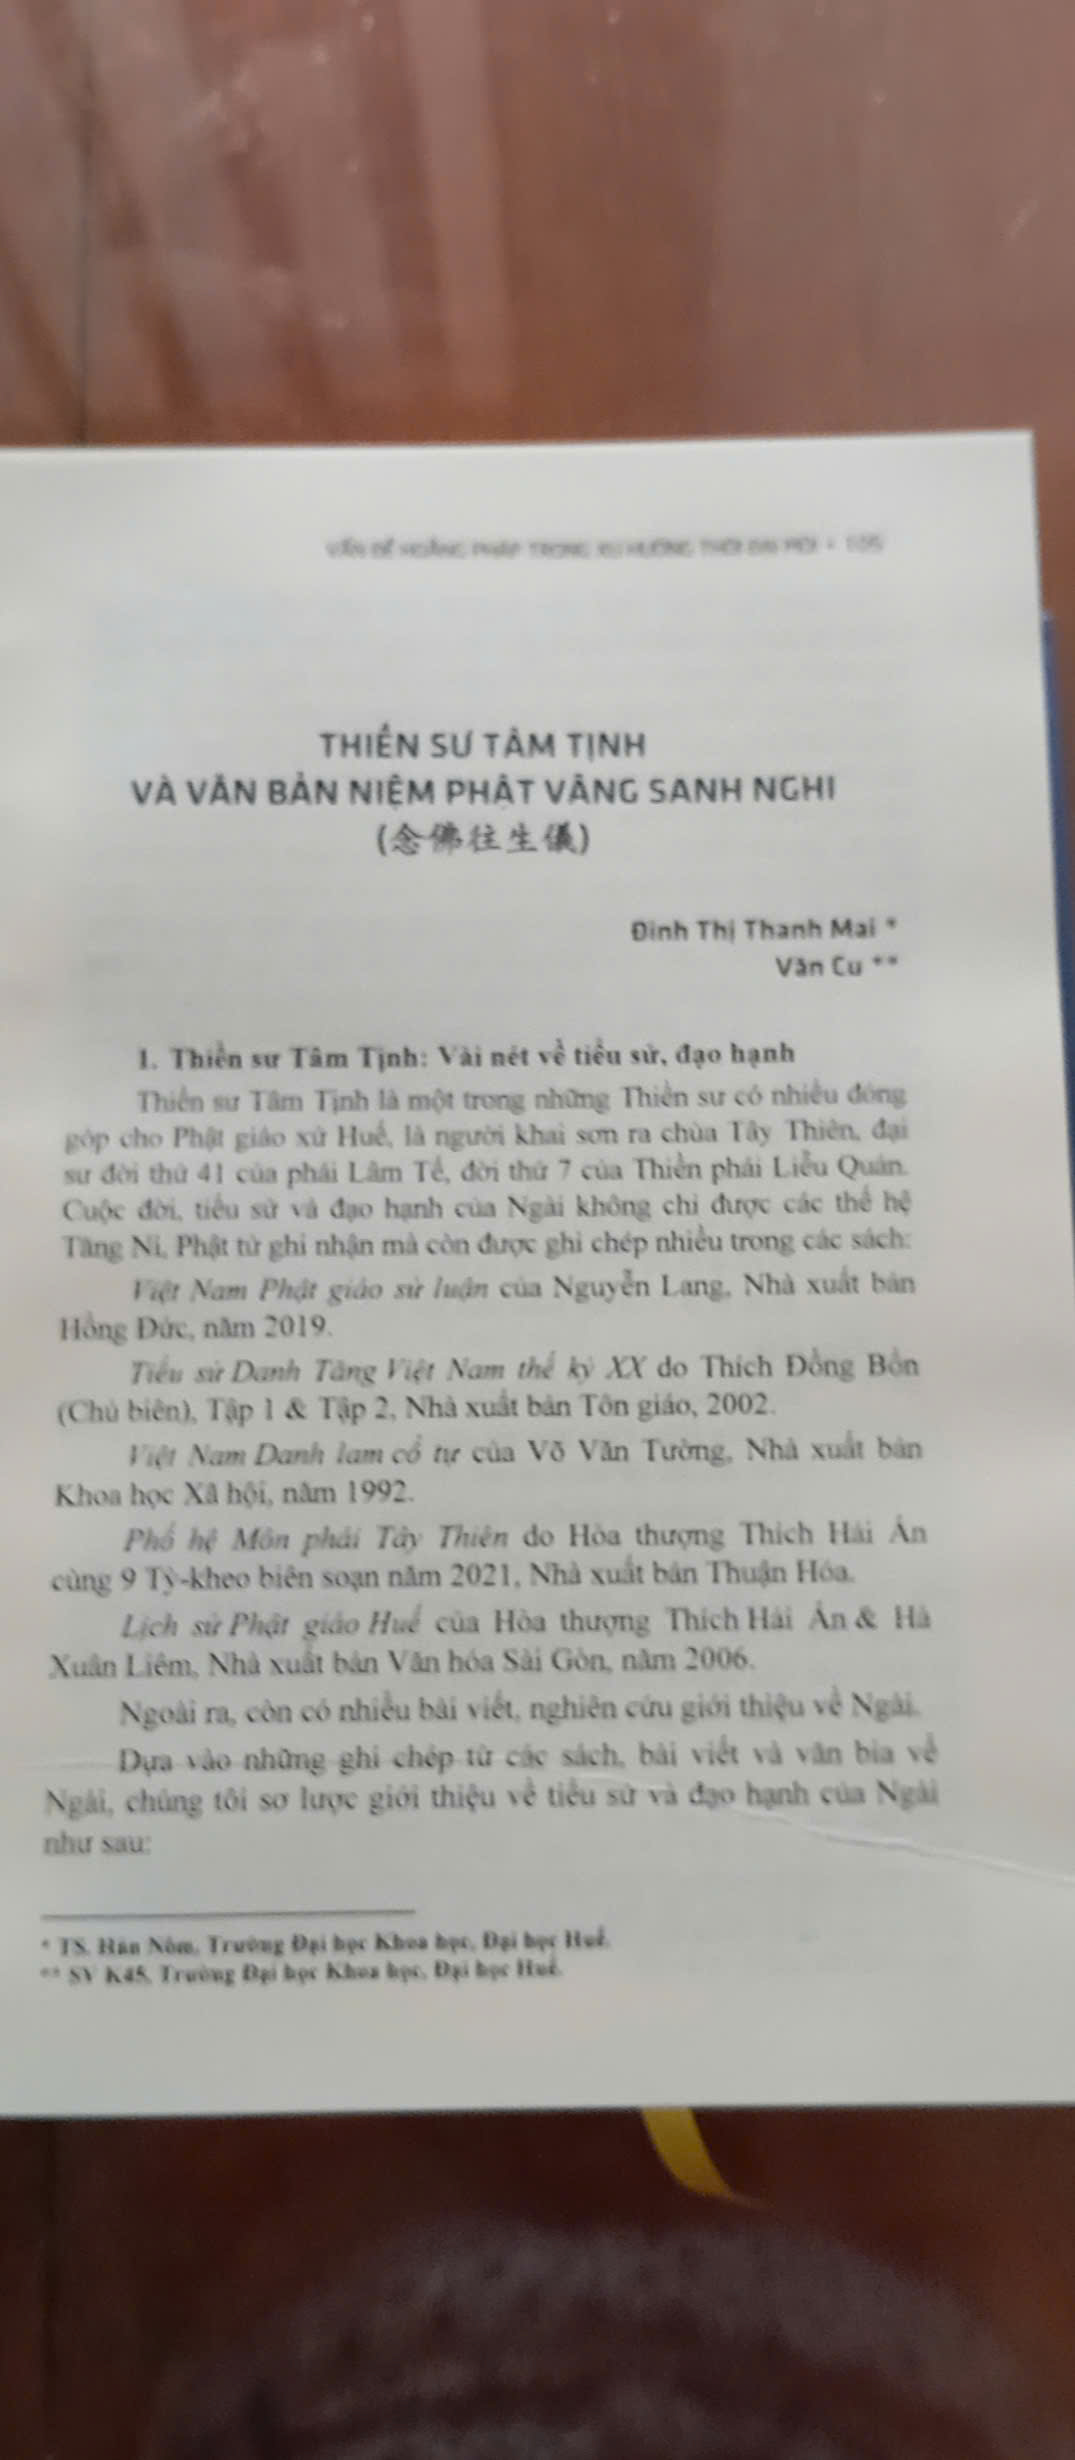 VẤN ĐỀ HOẰNG PHÁP TRONG XU HƯỚNG THỜI ĐẠI MỚI •
THIỀN SƯ TÂM TỊNH
VÀ VĂN BẢN NIỆM PHẬT VÃNG SANH NGHI
(念佛往生儀)
Đinh Thị Thanh Mai *
Văn Cu **
1. Thiền sư Tâm Tịnh: Vài nét về tiểu sử, đạo hạnh
Thiền sư Tâm Tịnh là một trong những Thiền sư có nhiều đóng
góp cho Phật giáo xứ Huế, là người khai sơn ra chùa Tây Thiên, đại
sư đời thứ 41 của phái Lâm Tế, đời thứ 7 của Thiền phái Liễu Quán.
Cuộc đời, tiểu sử và đạo hạnh của Ngài không chỉ được các thế hệ
Tăng Ni, Phật tử ghi nhận mà còn được ghi chép nhiều trong các sách:
Việt Nam Phật giáo sử luận của Nguyễn Lang, Nhà xuất bản
Hồng Đức, năm 2019.
Tiểu sử Danh Tăng Việt Nam thế kỷ XX do Thích Đồng Bổn
(Chủ biên), Tập 1 & Tập 2, Nhà xuất bản Tôn giáo, 2002.
Việt Nam Danh lam cổ tự của Võ Văn Tường, Nhà xuất bản
Khoa học Xã hội, năm 1992.
Phổ hệ Môn phái Tây Thiên do Hòa thượng Thích Hải Ấn
cùng 9 Tỳ-kheo biên soạn năm 2021, Nhà xuất bản Thuận Hóa.
Lịch sử Phật giáo Huế của Hòa thượng Thích Hải Ấn & Hà
Xuân Liêm, Nhà xuất bản Văn hóa Sài Gòn, năm 2006.
Ngoài ra, còn có nhiều bài viết, nghiên cứu giới thiệu về Ngài.
Dựa vào những ghi chép từ các sách, bài viết và văn bia về
Ngài, chúng tôi sơ lược giới thiệu về tiểu sử và đạo hạnh của Ngài
như sau:
* TS. Hán Nôm, Trường Đại học Khoa học, Đại học Huế.
** SV K45, Trường Đại học Khoa học, Đại học Huế.